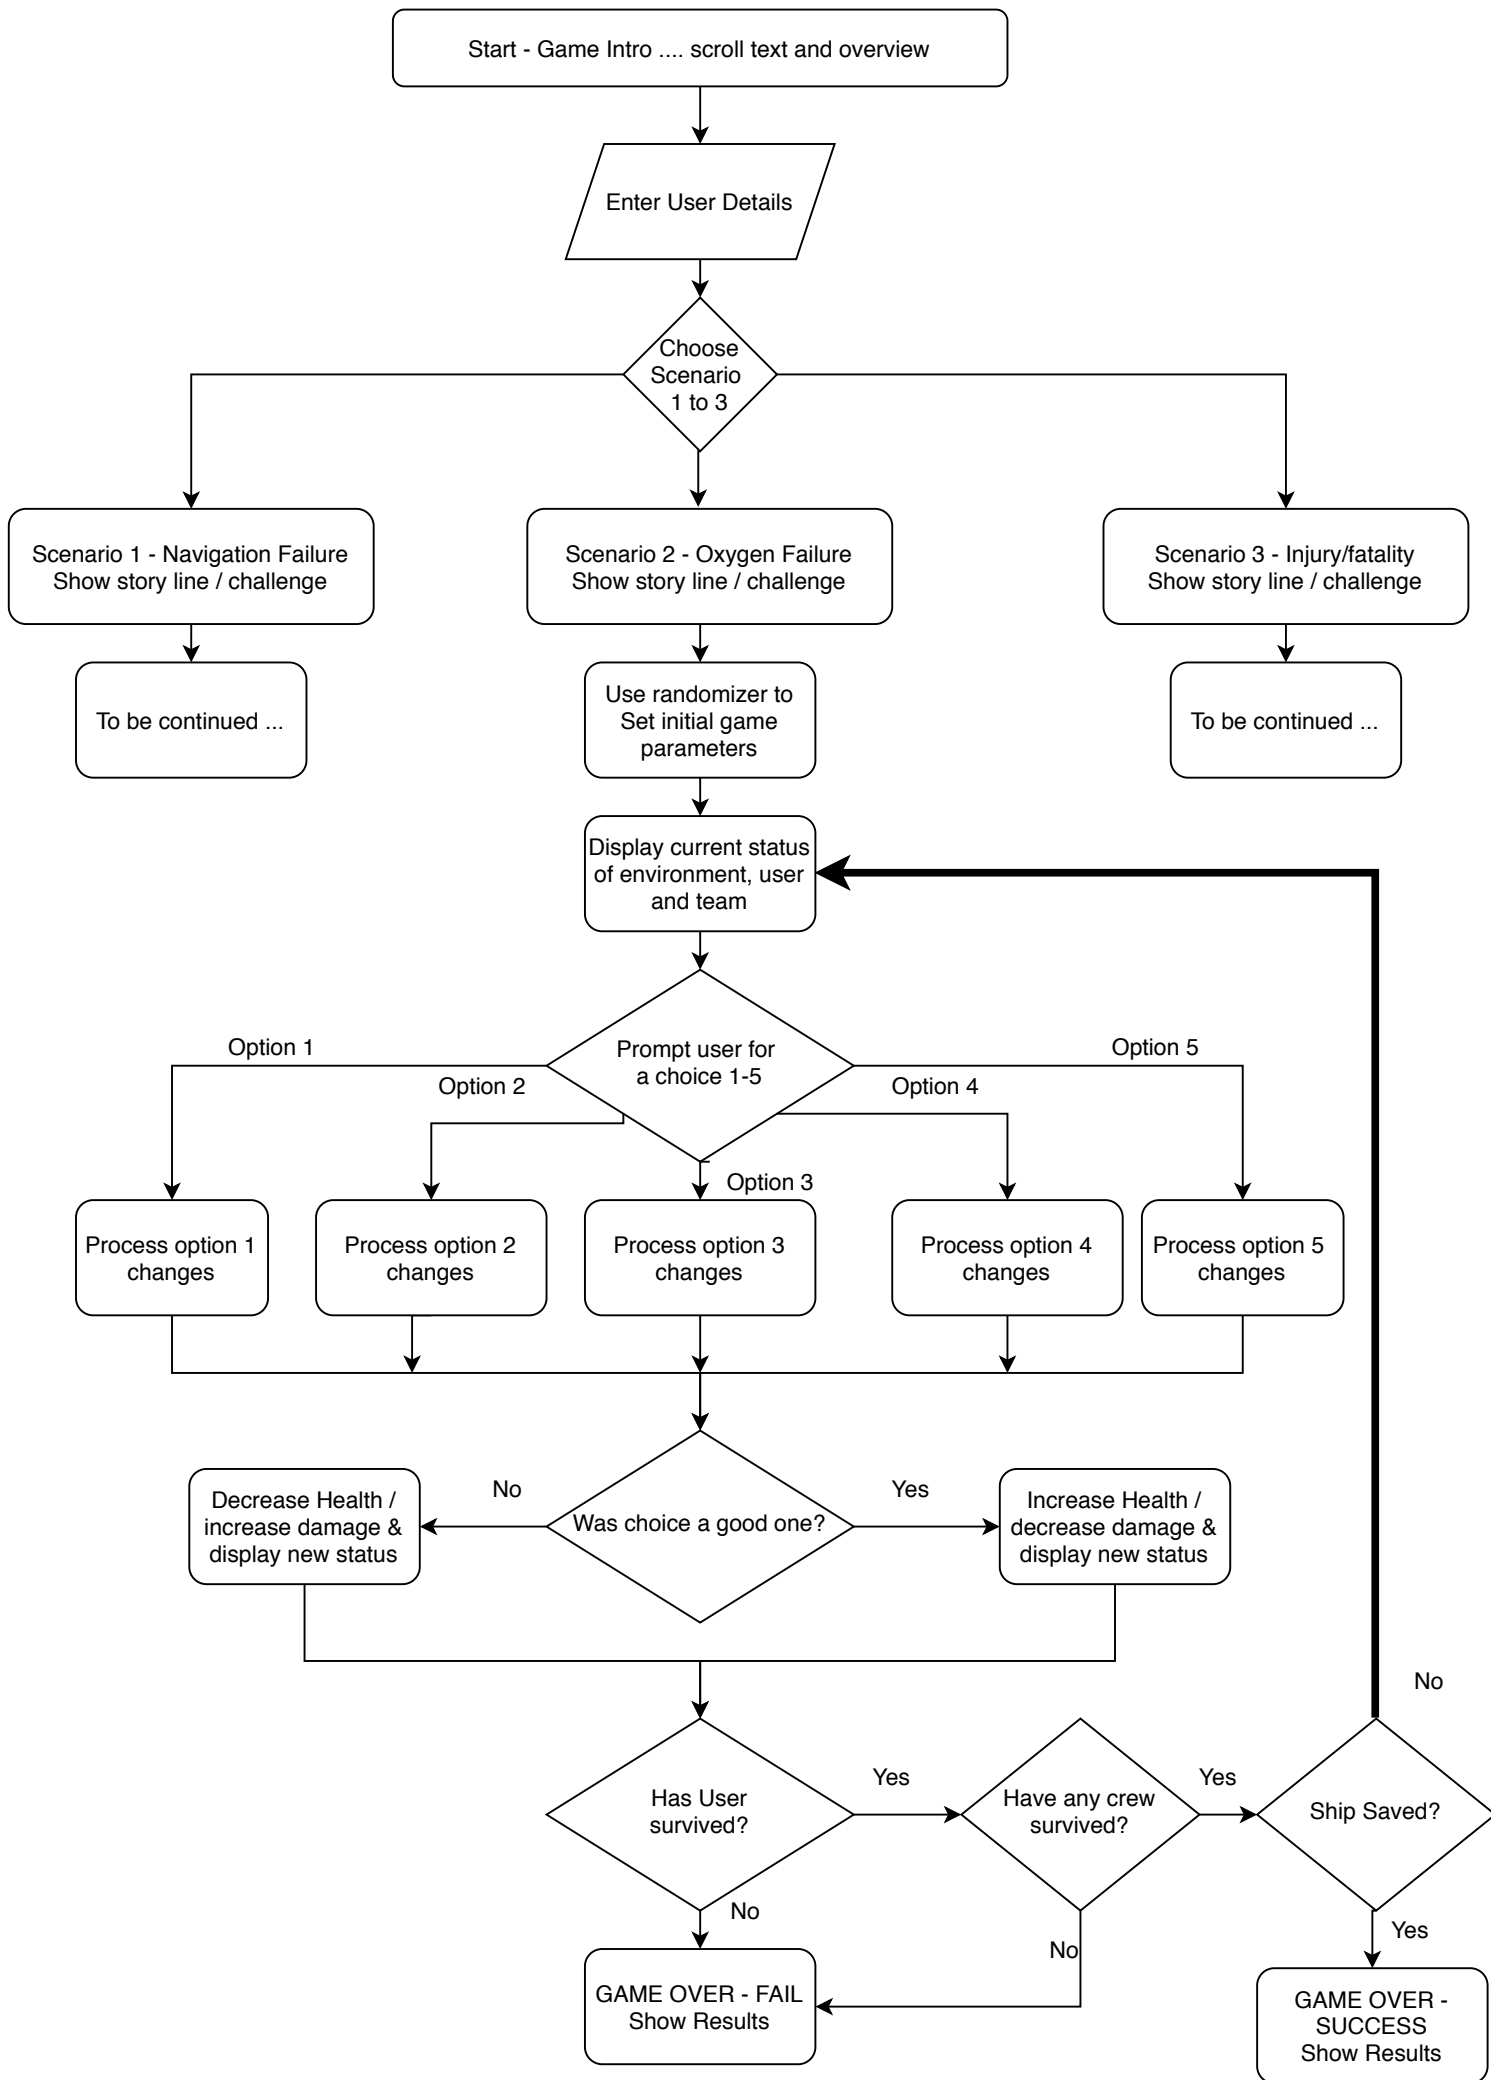 Start - Game Intro .... scroll text and overview
Enter User Details
Choose
Scenario
1 to 3
Scenario 1 - Navigation Failure
Show story line / challenge
Scenario 2 - Oxygen Failure
Show story line / challenge
Scenario 3 - Injury/fatality
Show story line / challenge
To be continued ...
Use randomizer to
Set initial game
parameters
To be continued ...
Display current status
of environment, user
and team
Prompt user for
a choice 1-5
Option 1
Option 2
Option 3
Option 4
Option 5
Process option 1
changes
Process option 2
changes
Process option 3
changes
Process option 4
changes
Process option 5
changes
Was choice a good one?
No
Yes
Decrease Health /
increase damage &
display new status
Increase Health /
decrease damage &
display new status
Has User
survived?
Yes
Have any crew
survived?
Yes
Ship Saved?
No
No
No
Yes
GAME OVER - FAIL
Show Results
GAME OVER -
SUCCESS
Show Results